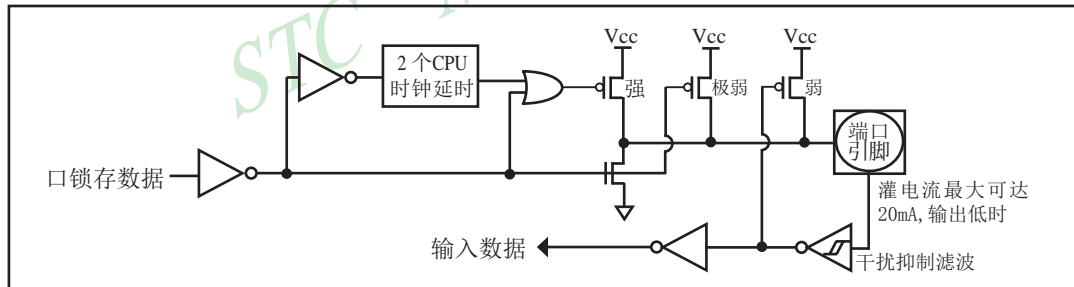 STC
Vcc
Vcc
Vcc
2 个CPU
时钟延时
强
极弱
弱
端口
引脚
口锁存数据
灌电流最大可达
20mA,输出低时
输入数据
干扰抑制滤波